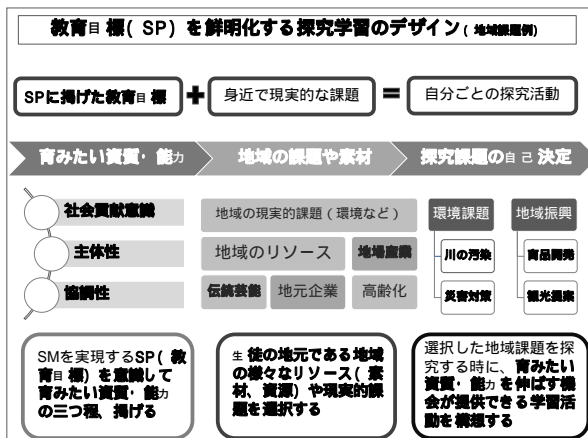 教育目標(SP)を鮮明化する探究学習のデザイン(地域課題例)
SPに掲げた教育目標 + 身近で現実的な課題 = 自分ごとの探究活動
育みたい資質・能力
地域の課題や素材
探究課題の自己決定
社会貢献意識
主体性
協調性
地域の現実的課題(環境など)
地域のリソース
地場産業
伝統芸能
地元企業
高齢化
環境課題
川の汚染
災害対策
地域振興
商品開発
観光提案
SMを実現するSP(教
育目標)を意識して
育みたい資質・能力
の三つ程、掲げる
生徒の地元である地域
の様々なリソース(素
材、資源)や現実的課
題を選択する
選択した地域課題を探
究する時に、育みたい
資質・能力を伸ばす機
会が提供できる学習活
動を構想する